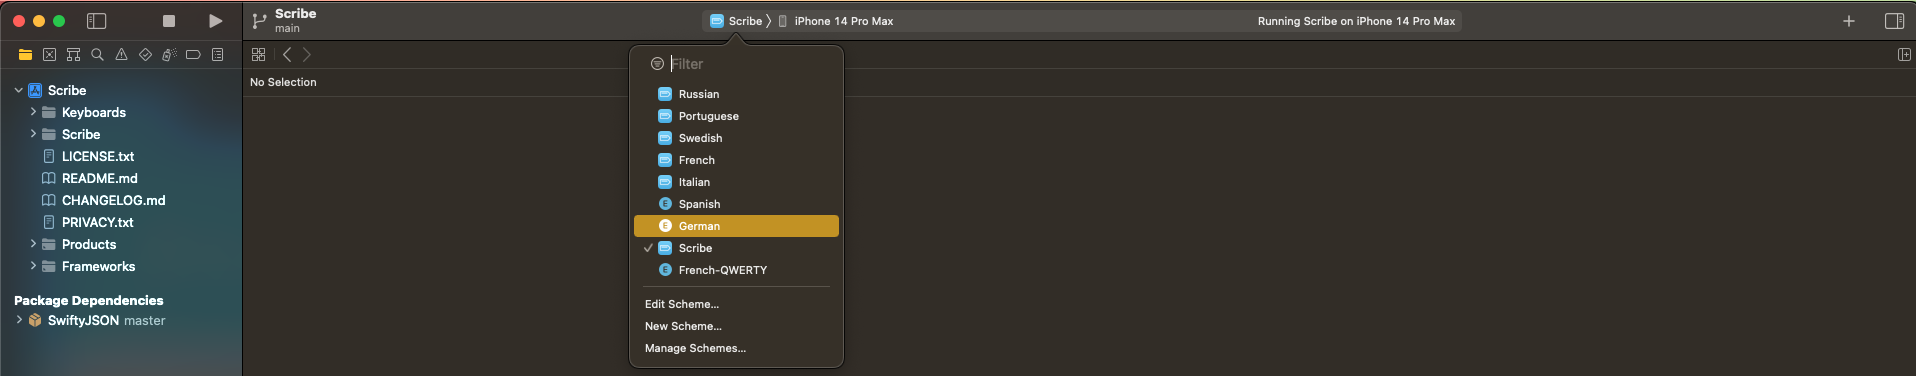 Scribe
main
Scribe
iPhone 14 Pro Max
Running Scribe on iPhone 14 Pro Max
No Selection
Scribe
Keyboards
Scribe
LICENSE.txt
README.md
CHANGELOG.md
PRIVACY.txt
Products
Frameworks
Package Dependencies
SwiftyJSON master
Filter
Russian
Portuguese
Swedish
French
Italian
E Spanish
E German
Scribe
E French-QWERTY
Edit Scheme...
New Scheme...
Manage Schemes...